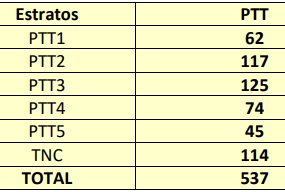 Estratos PTT
PTT1 62
PTT2 117
PTT3 125
PTT4 74
PTT5 45
TNC 114
TOTAL 537